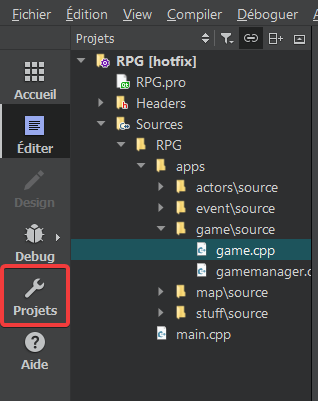 Fichier Édition View Compiler Déboguer
Projets
RPG [hotfix]
RPG.pro
Accueil
Headers
Sources
Éditer
RPG
apps
Design
actors\source
event\source
game\source
Debug
game.cpp
gamemanager.c
Projets
map\source
stuff\source
main.cpp
Aide